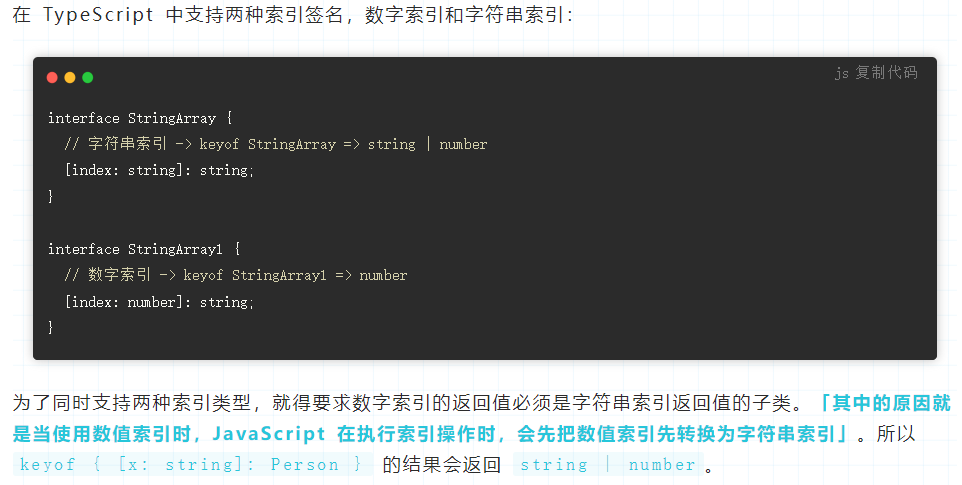 在 TypeScript 中支持两种索引签名，数字索引和字符串索引：
js 复制代码
interface StringArray {
  // 字符串索引 -> keyof StringArray => string | number
  [index: string]: string;
}
interface StringArray1 {
  // 数字索引 -> keyof StringArray1 => number
  [index: number]: string;
}
为了同时支持两种索引类型，就得要求数字索引的返回值必须是字符串索引返回值的子类。「其中的原因就
是当使用数值索引时，JavaScript 在执行索引操作时，会先把数值索引先转换为字符串索引」。所以
keyof { [x: string]: Person } 的结果会返回 string | number 。